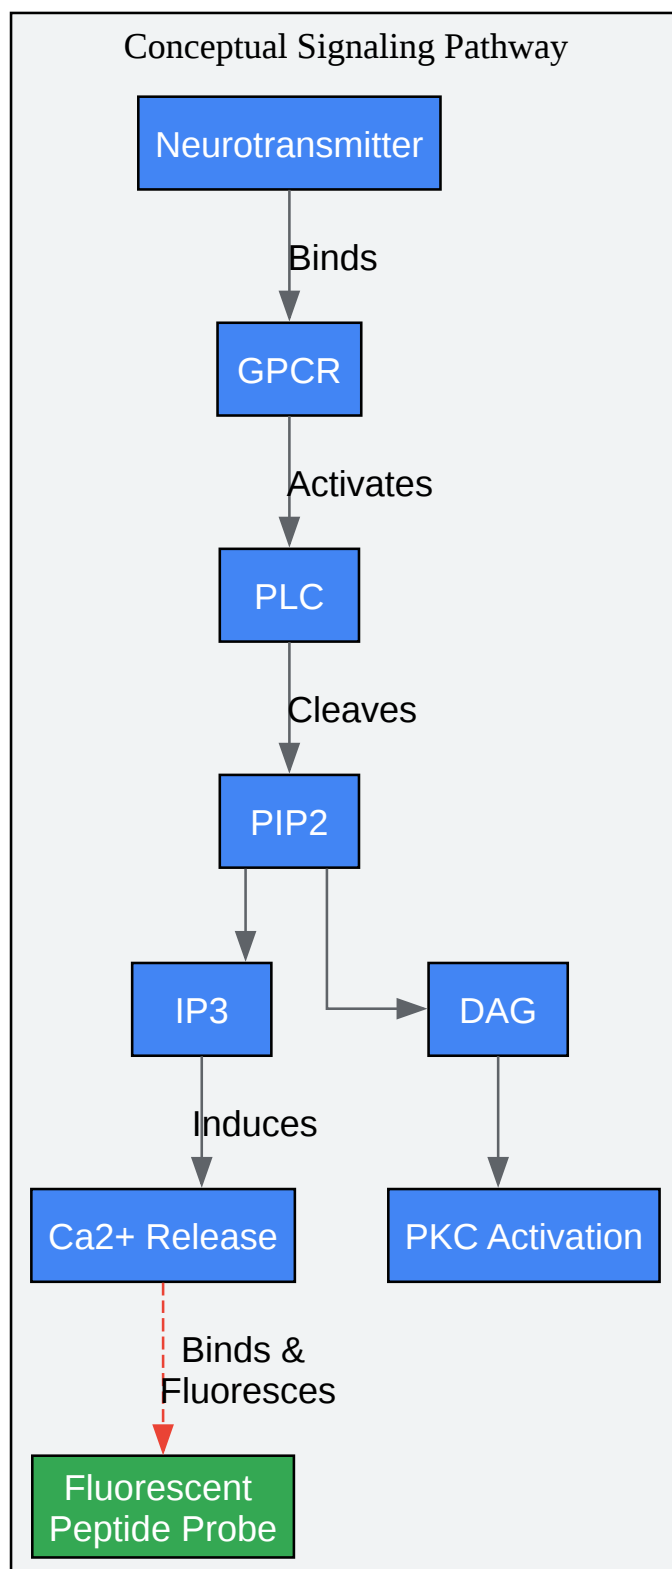 Conceptual Signaling Pathway
Neurotransmitter
Binds
GPCR
Activates
PLC
Cleaves
PIP2
IP3
DAG
Induces
Ca2+ Release
PKC Activation
Binds &
Fluoresces
Fluorescent
Peptide Probe